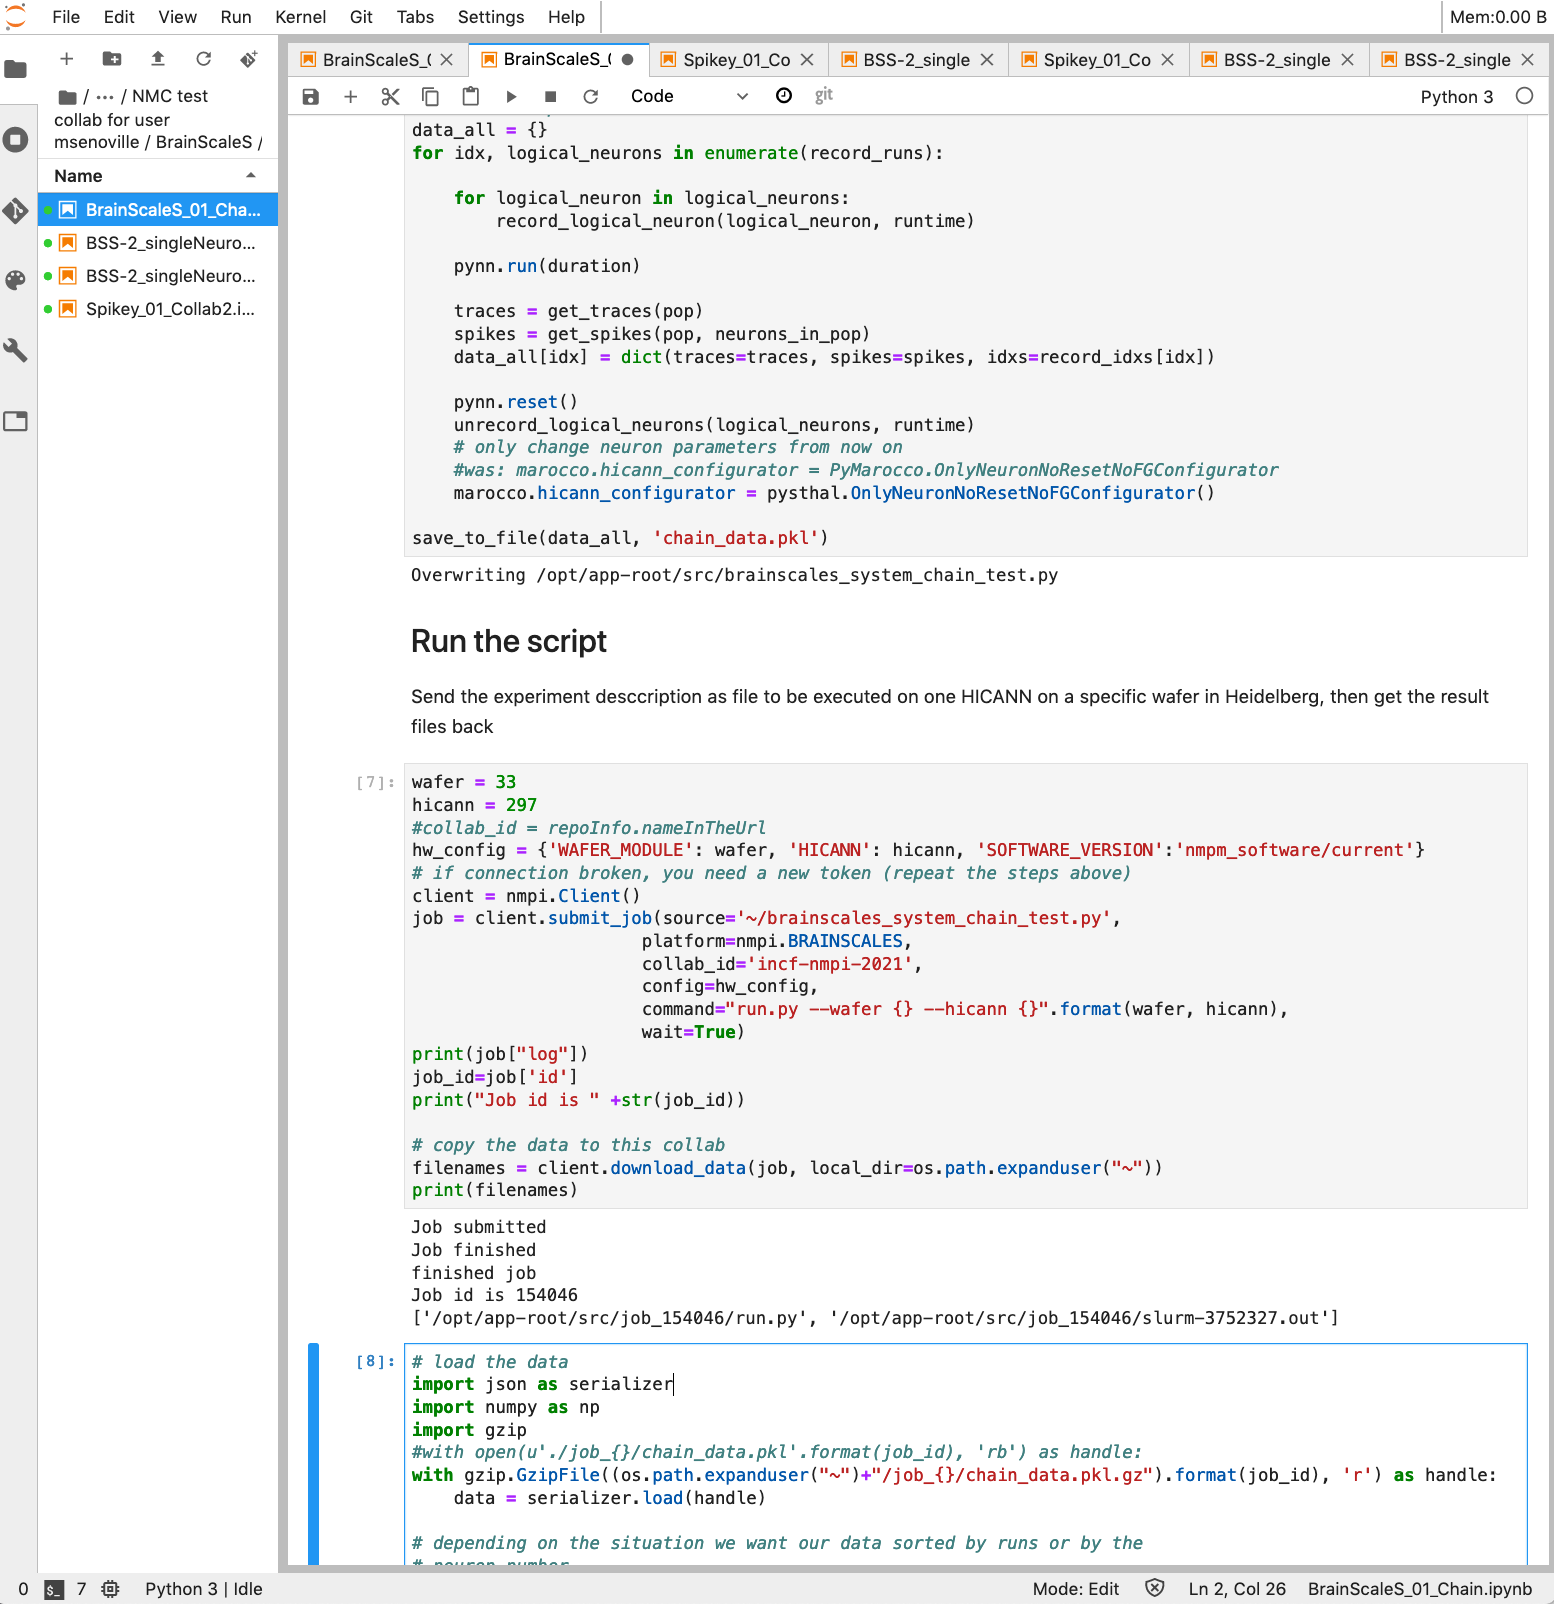 File Edit View Run Kernel Git Tabs Settings Help Mem:0.00 B
BrainScaleS_( BrainScaleS_( Spikey_01_Co BSS-2_single Spikey_01_Co BSS-2_single BSS-2_single
/ ··· / NMC test
collab for user
msenoville / BrainScaleS /
Name
BrainScaleS_01_Cha...
BSS-2_singleNeuro...
BSS-2_singleNeuro...
Spikey_01_Collab2.i...
Code git Python 3
data_all = {}
for idx, logical_neurons in enumerate(record_runs):
    for logical_neuron in logical_neurons:
        record_logical_neuron(logical_neuron, runtime)
    pynn.run(duration)
    traces = get_traces(pop)
    spikes = get_spikes(pop, neurons_in_pop)
    data_all[idx] = dict(traces=traces, spikes=spikes, idxs=record_idxs[idx])
    pynn.reset()
    unrecord_logical_neurons(logical_neurons, runtime)
    # only change neuron parameters from now on
    #was: marocco.hicann_configurator = PyMarocco.OnlyNeuronNoResetNoFGConfigurator
    marocco.hicann_configurator = pysthal.OnlyNeuronNoResetNoFGConfigurator()
save_to_file(data_all, 'chain_data.pkl')
Overwriting /opt/app-root/src/brainscales_system_chain_test.py
Run the script
Send the experiment desccription as file to be executed on one HICANN on a specific wafer in Heidelberg, then get the result
files back
[7]: wafer = 33
hicann = 297
#collab_id = repoInfo.nameInTheUrl
hw_config = {'WAFER_MODULE': wafer, 'HICANN': hicann, 'SOFTWARE_VERSION':'nmpm_software/current'}
# if connection broken, you need a new token (repeat the steps above)
client = nmpi.Client()
job = client.submit_job(source='~/brainscales_system_chain_test.py',
                      platform=nmpi.BRAINSCALES,
                      collab_id='incf-nmpi-2021',
                      config=hw_config,
                      command="run.py --wafer {} --hicann {}".format(wafer, hicann),
                      wait=True)
print(job["log"])
job_id=job['id']
print("Job id is " +str(job_id))
# copy the data to this collab
filenames = client.download_data(job, local_dir=os.path.expanduser("~"))
print(filenames)
Job submitted
Job finished
finished job
Job id is 154046
['/opt/app-root/src/job_154046/run.py', '/opt/app-root/src/job_154046/slurm-3752327.out']
[8]: # load the data
import json as serializer
import numpy as np
import gzip
#with open(u'./job_{}/chain_data.pkl'.format(job_id), 'rb') as handle:
with gzip.GzipFile((os.path.expanduser("~")+"/job_{}/chain_data.pkl.gz").format(job_id), 'r') as handle:
    data = serializer.load(handle)
# depending on the situation we want our data sorted by runs or by the
# neuron number
0 $_ 7 Python 3 | Idle Mode: Edit Ln 2, Col 26 BrainScaleS_01_Chain.ipynb